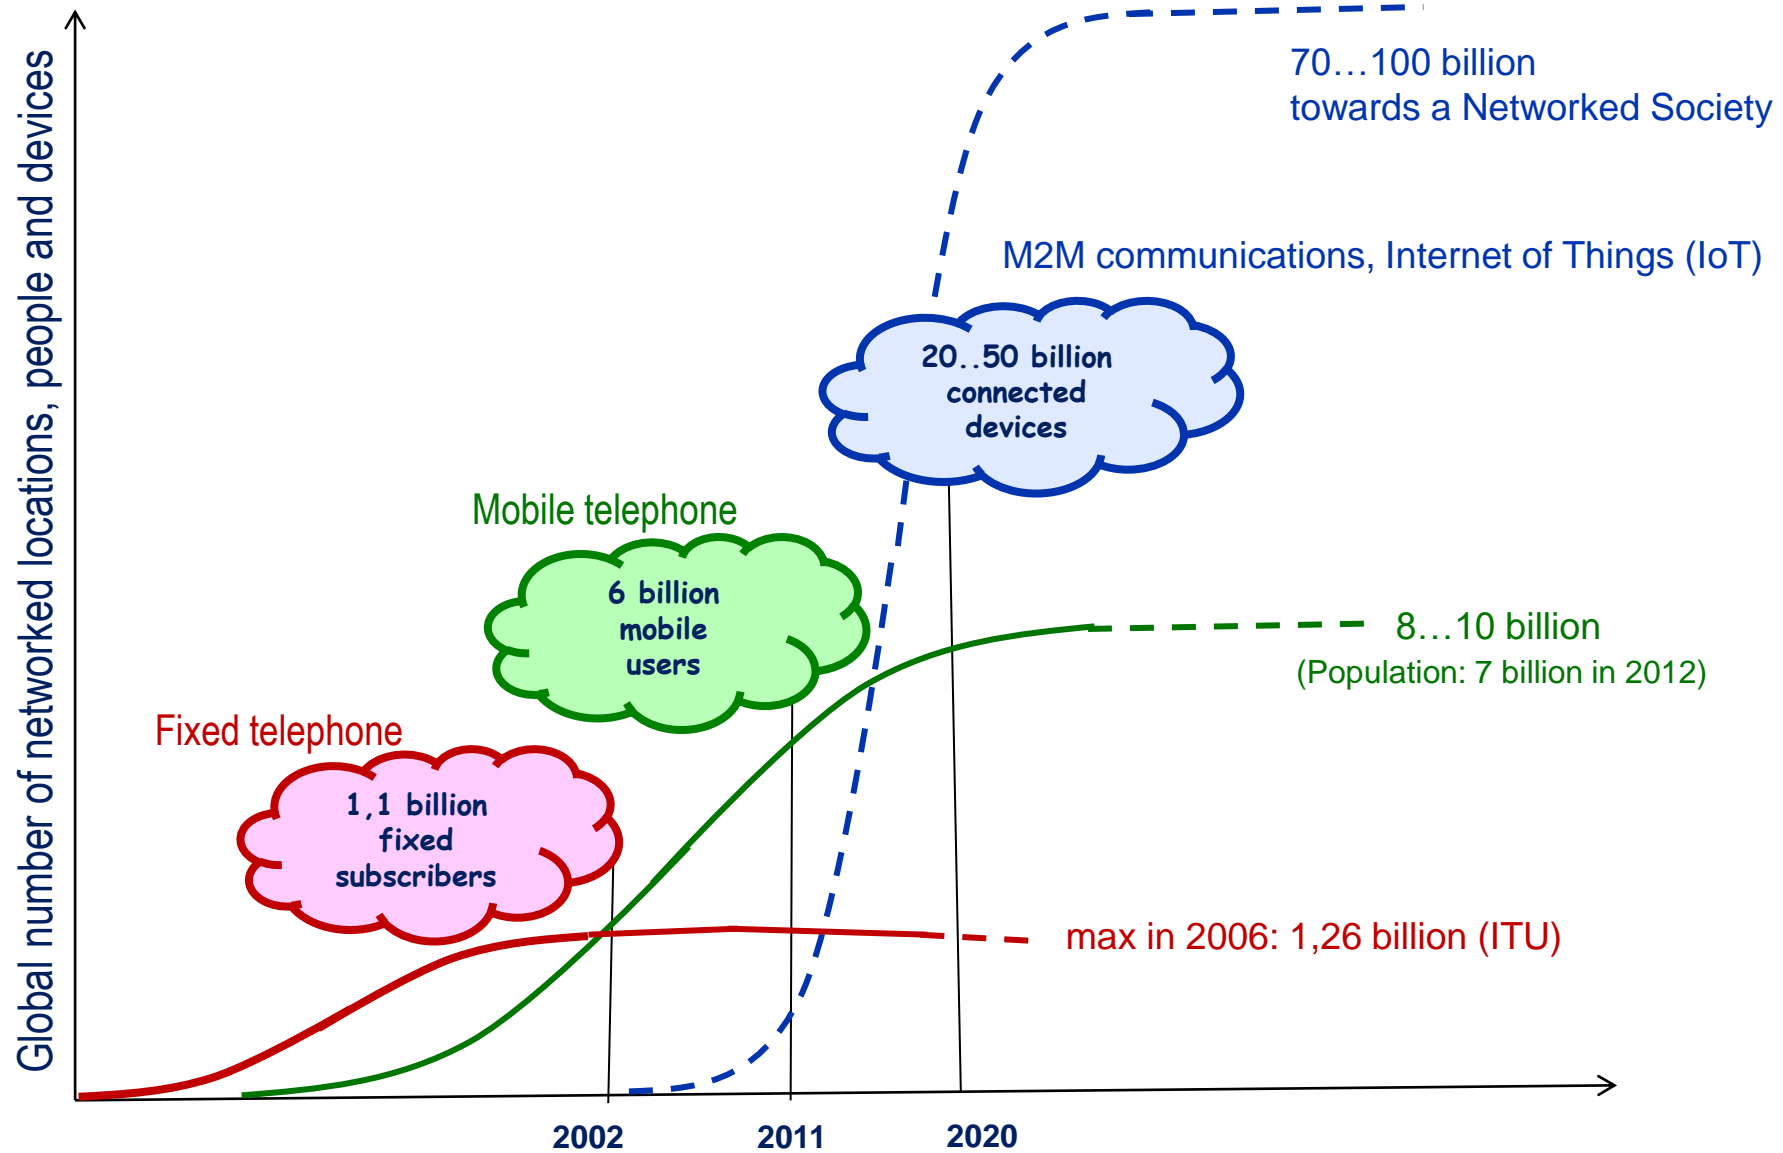 Global number of networked locations, people and devices
70…100 billion
towards a Networked Society
M2M communications, Internet of Things (IoT)
20..50 billion
connected
devices
Mobile telephone
6 billion
mobile
users
8…10 billion
(Population: 7 billion in 2012)
Fixed telephone
1,1 billion
fixed
subscribers
max in 2006: 1,26 billion (ITU)
2002
2011
2020